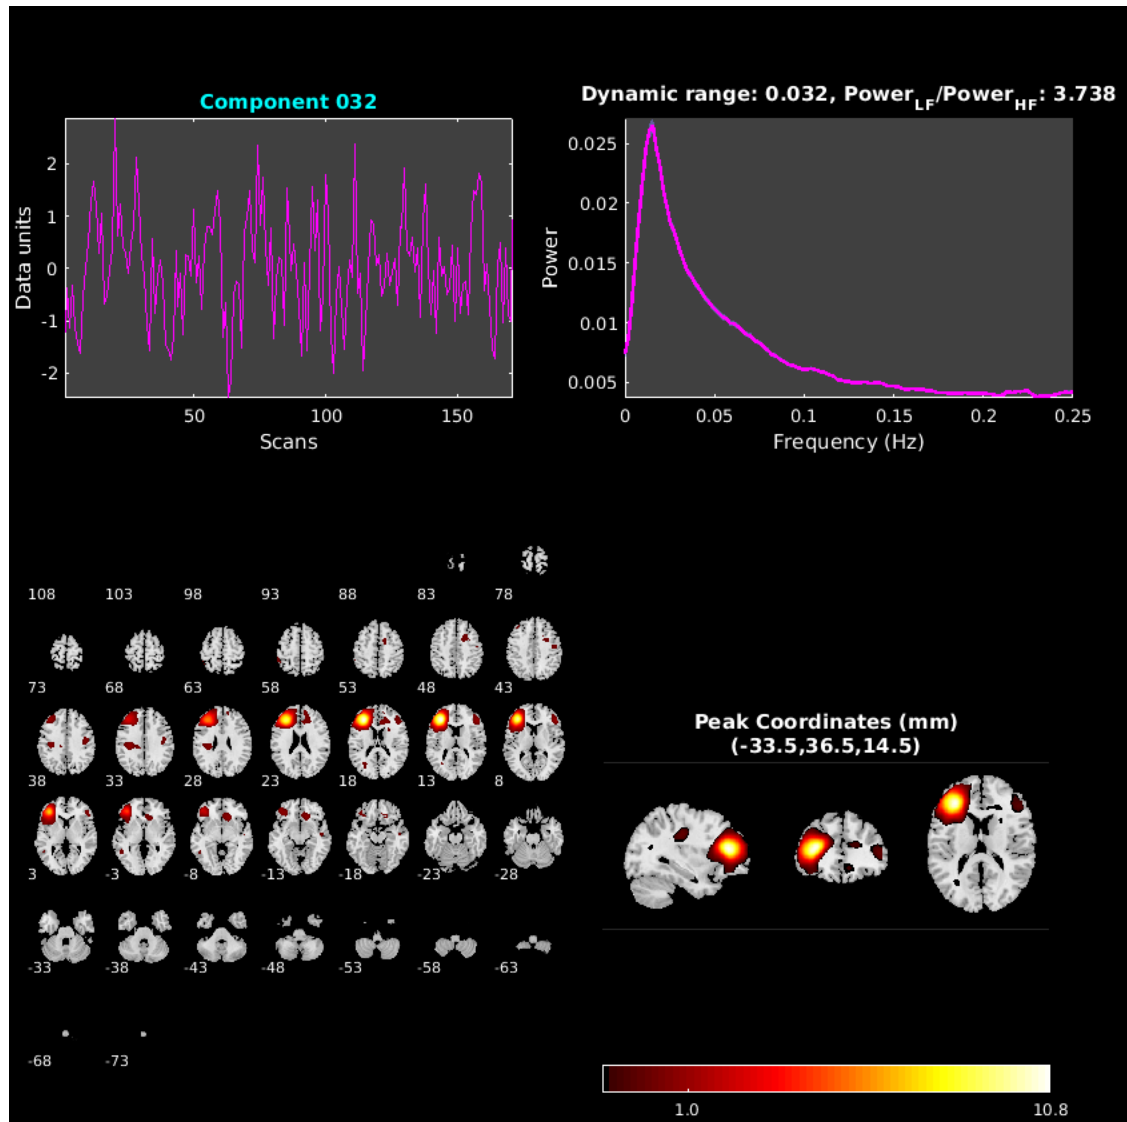 Component 032
Data units
2
1
0
-1
-2
50 100 150
Scans
Dynamic range: 0.032, Power_LF/Power_HF: 3.738
Power
0.025
0.02
0.015
0.01
0.005
0 0.05 0.1 0.15 0.2 0.25
Frequency (Hz)
108 103 98 93 88 83 78
73 68 63 58 53 48 43
38 33 28 23 18 13 8
3 -3 -8 -13 -18 -23 -28
-33 -38 -43 -48 -53 -58 -63
-68 -73
Peak Coordinates (mm)
(-33.5,36.5,14.5)
1.0 10.8